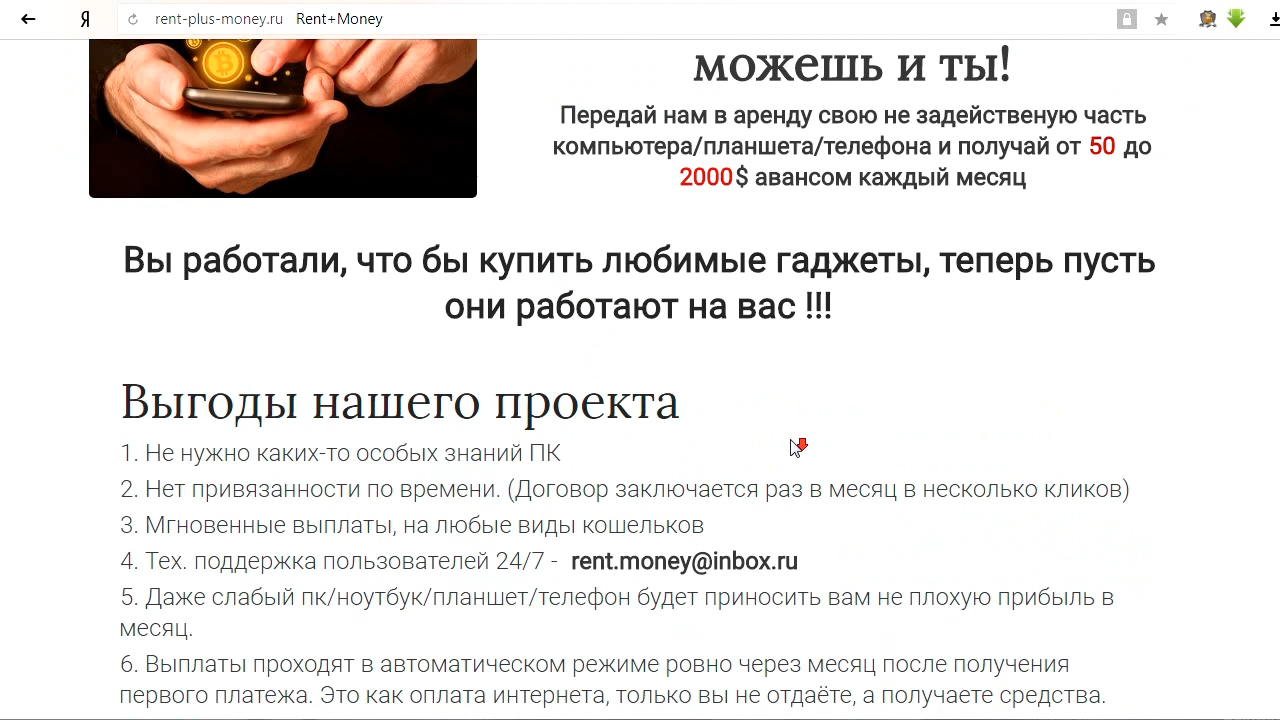 Я rent-plus-money.ru Rent+Money
можешь и ты!
Передай нам в аренду свою не задейственую часть
компьютера/планшета/телефона и получай от 50 до
2000$ авансом каждый месяц
Вы работали, что бы купить любимые гаджеты, теперь пусть
они работают на вас !!!
Выгоды нашего проекта
1. Не нужно каких-то особых знаний ПК
2. Нет привязанности по времени. (Договор заключается раз в месяц в несколько кликов)
3. Мгновенные выплаты, на любые виды кошельков
4. Тех. поддержка пользователей 24/7 - rent.money@inbox.ru
5. Даже слабый пк/ноутбук/планшет/телефон будет приносить вам не плохую прибыль в
месяц.
6. Выплаты проходят в автоматическом режиме ровно через месяц после получения
первого платежа. Это как оплата интернета, только вы не отдаёте, а получаете средства.